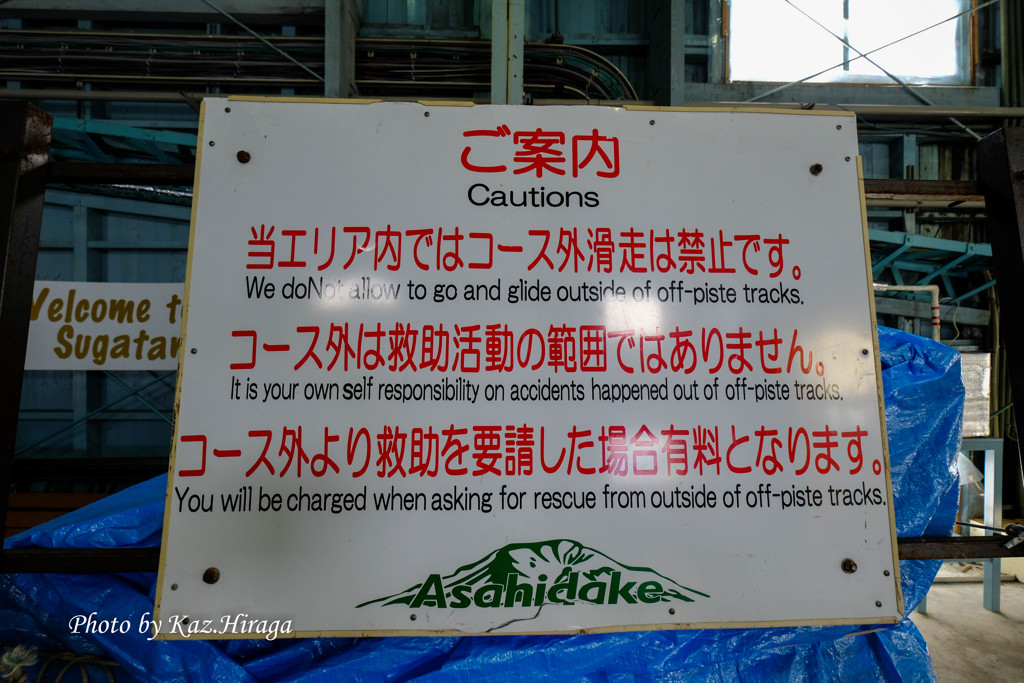 ご案内
Cautions
当エリア内ではコース外滑走は禁止です。
We doNot allow to go and glide outside of off-piste tracks.
コース外は救助活動の範囲ではありません。
It is your own self responsibility on accidents happened out of off-piste tracks.
コース外より救助を要請した場合有料となります。
You will be charged when asking for rescue from outside of off-piste tracks.
Asahidake
Welcome
Photo by Kaz.Hiraga